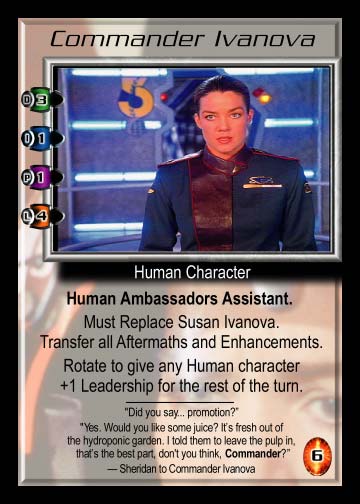 Commander Ivanova
D 3
I 1
P 1
L 4
5
Human Character
Human Ambassadors Assistant.
Must Replace Susan Ivanova.
Transfer all Aftermaths and Enhancements.
Rotate to give any Human character
+1 Leadership for the rest of the turn.
"Did you say... promotion?"
"Yes. Would you like some juice? It's fresh out of
the hydroponic garden. I told them to leave the pulp in,
that's the best part, don't you think, Commander?"
— Sheridan to Commander Ivanova
6